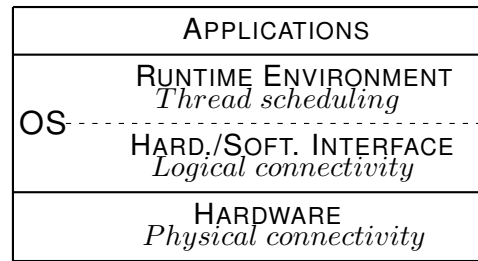 APPLICATIONS
RUNTIME ENVIRONMENT
Thread scheduling
OS
HARD./SOFT. INTERFACE
Logical connectivity
HARDWARE
Physical connectivity